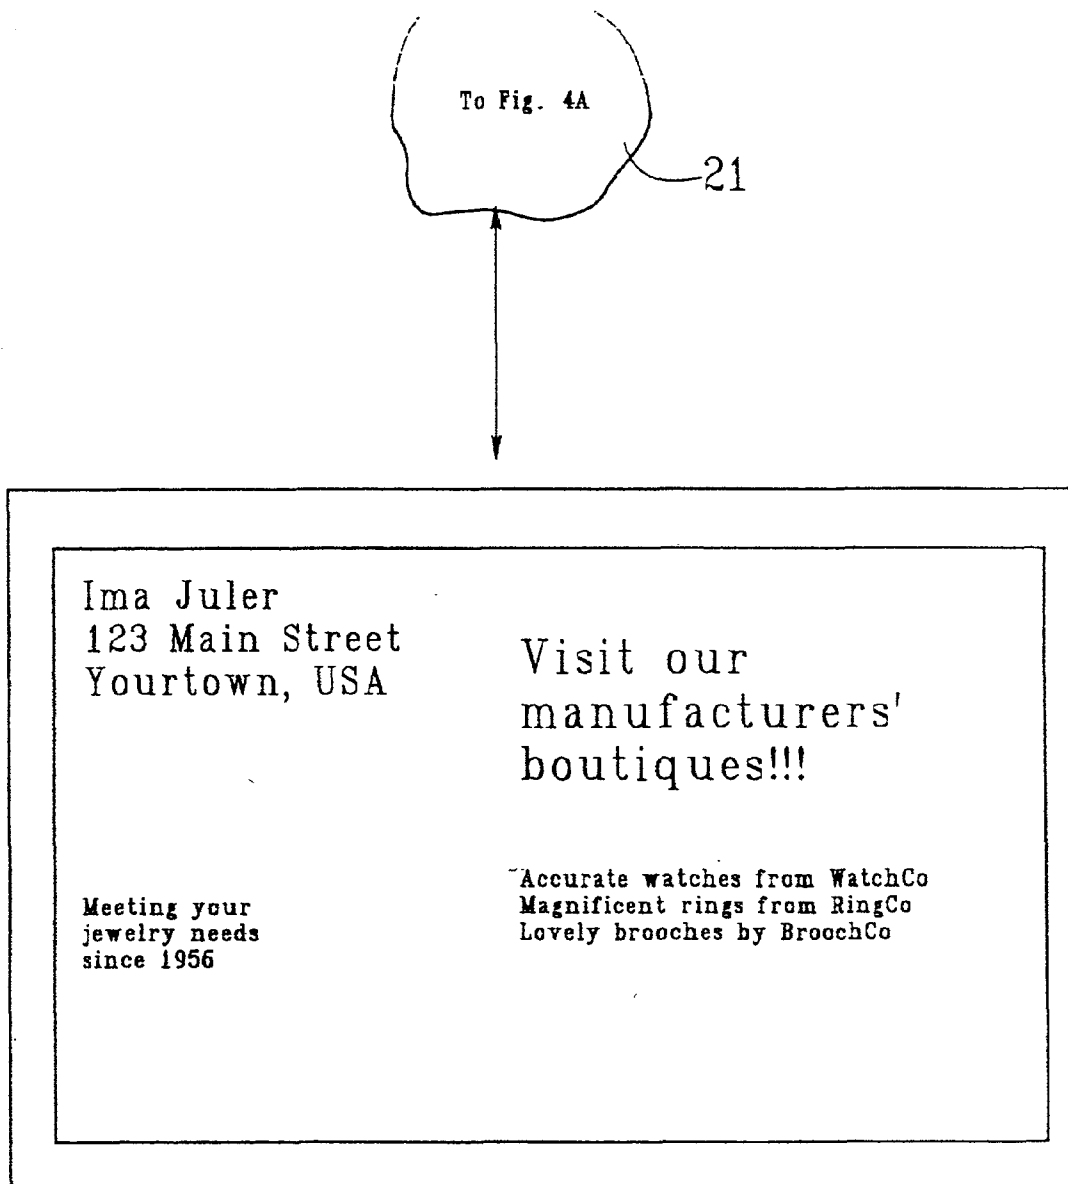 To Fig. 4A
21
Ima Juler
123 Main Street
Yourtown, USA
Visit our
manufacturers'
boutiques!!!
Meeting your
jewelry needs
since 1956
Accurate watches from WatchCo
Magnificent rings from RingCo
Lovely brooches by BroochCo